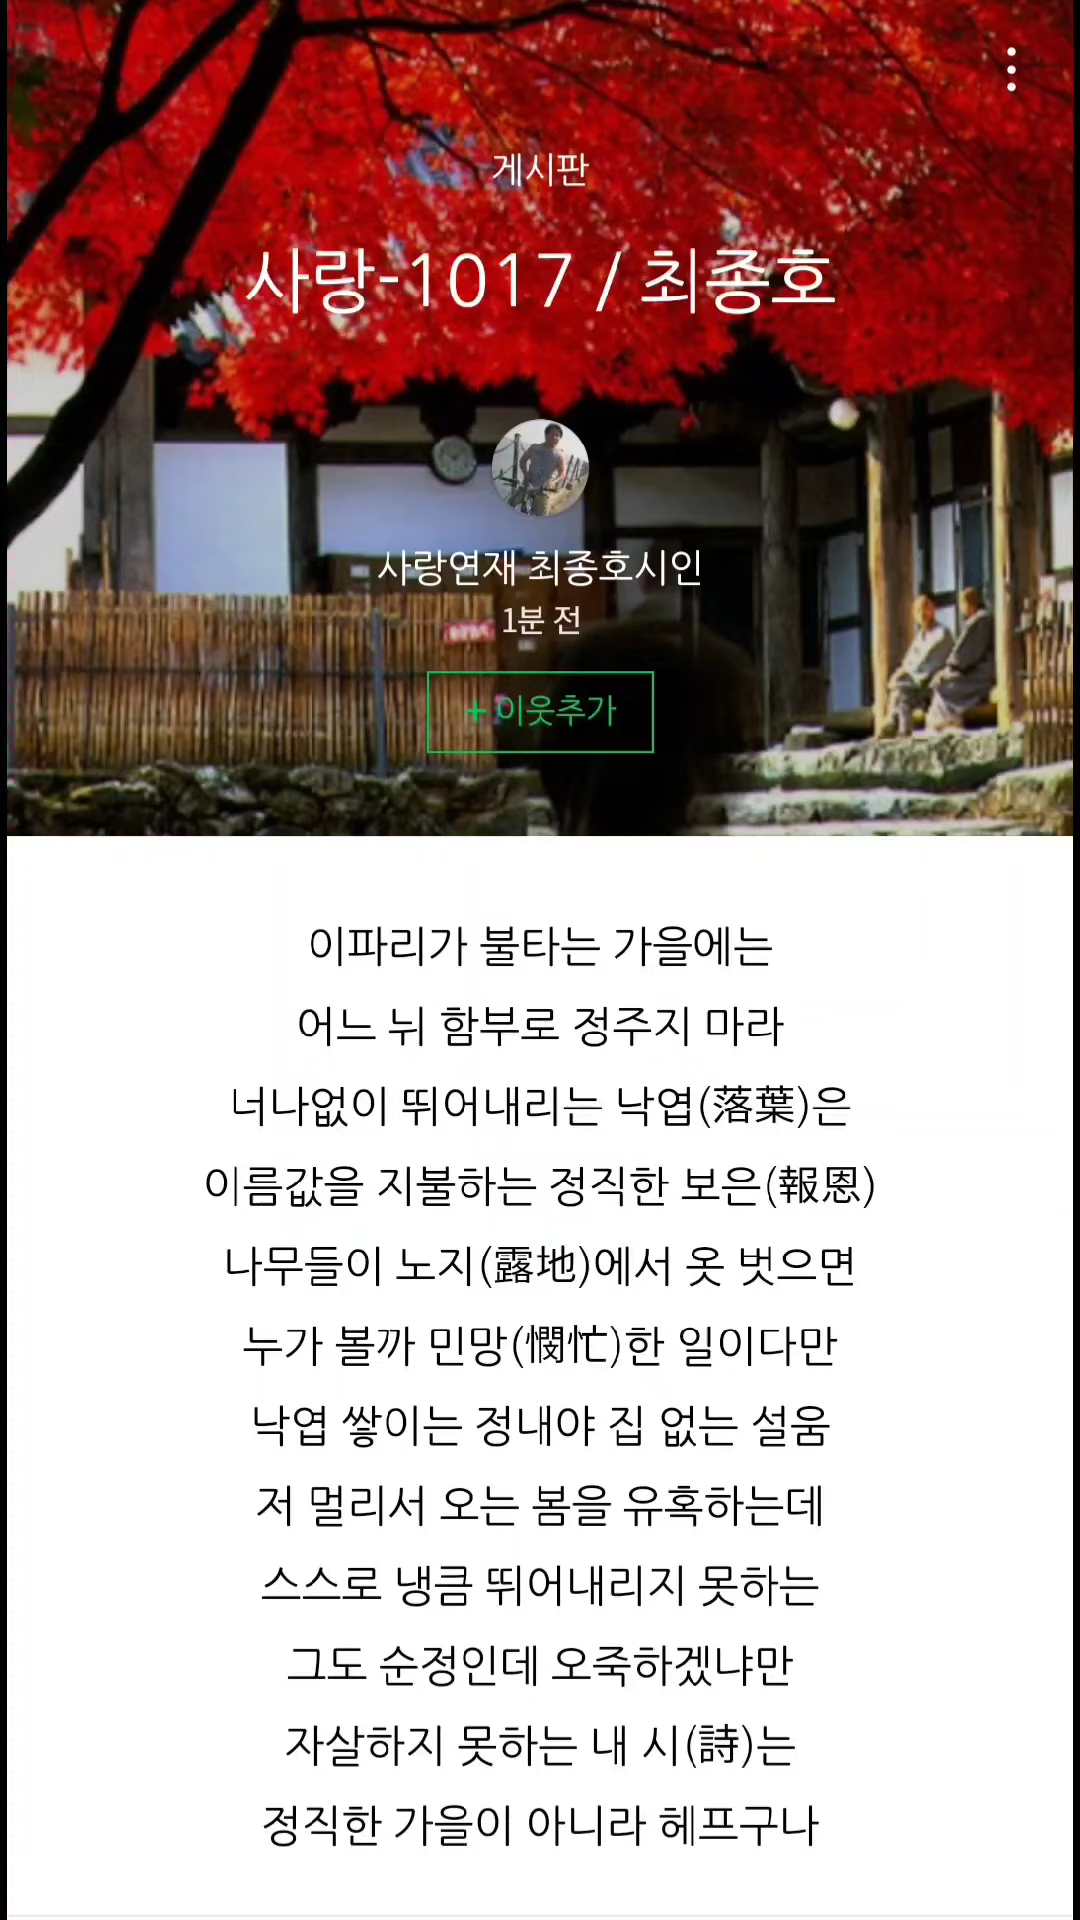 게시판
사랑-1017 / 최종호
사랑연재 최종호시인
1분 전
+ 이웃추가
이파리가 불타는 가을에는
어느 뉘 함부로 정주지 마라
너나없이 뛰어내리는 낙엽(落葉)은
이름값을 지불하는 정직한 보은(報恩)
나무들이 노지(露地)에서 옷 벗으면
누가 볼까 민망(憫忙)한 일이다만
낙엽 쌓이는 정내야 집 없는 설움
저 멀리서 오는 봄을 유혹하는데
스스로 냉큼 뛰어내리지 못하는
그도 순정인데 오죽하겠냐만
자살하지 못하는 내 시(詩)는
정직한 가을이 아니라 헤프구나